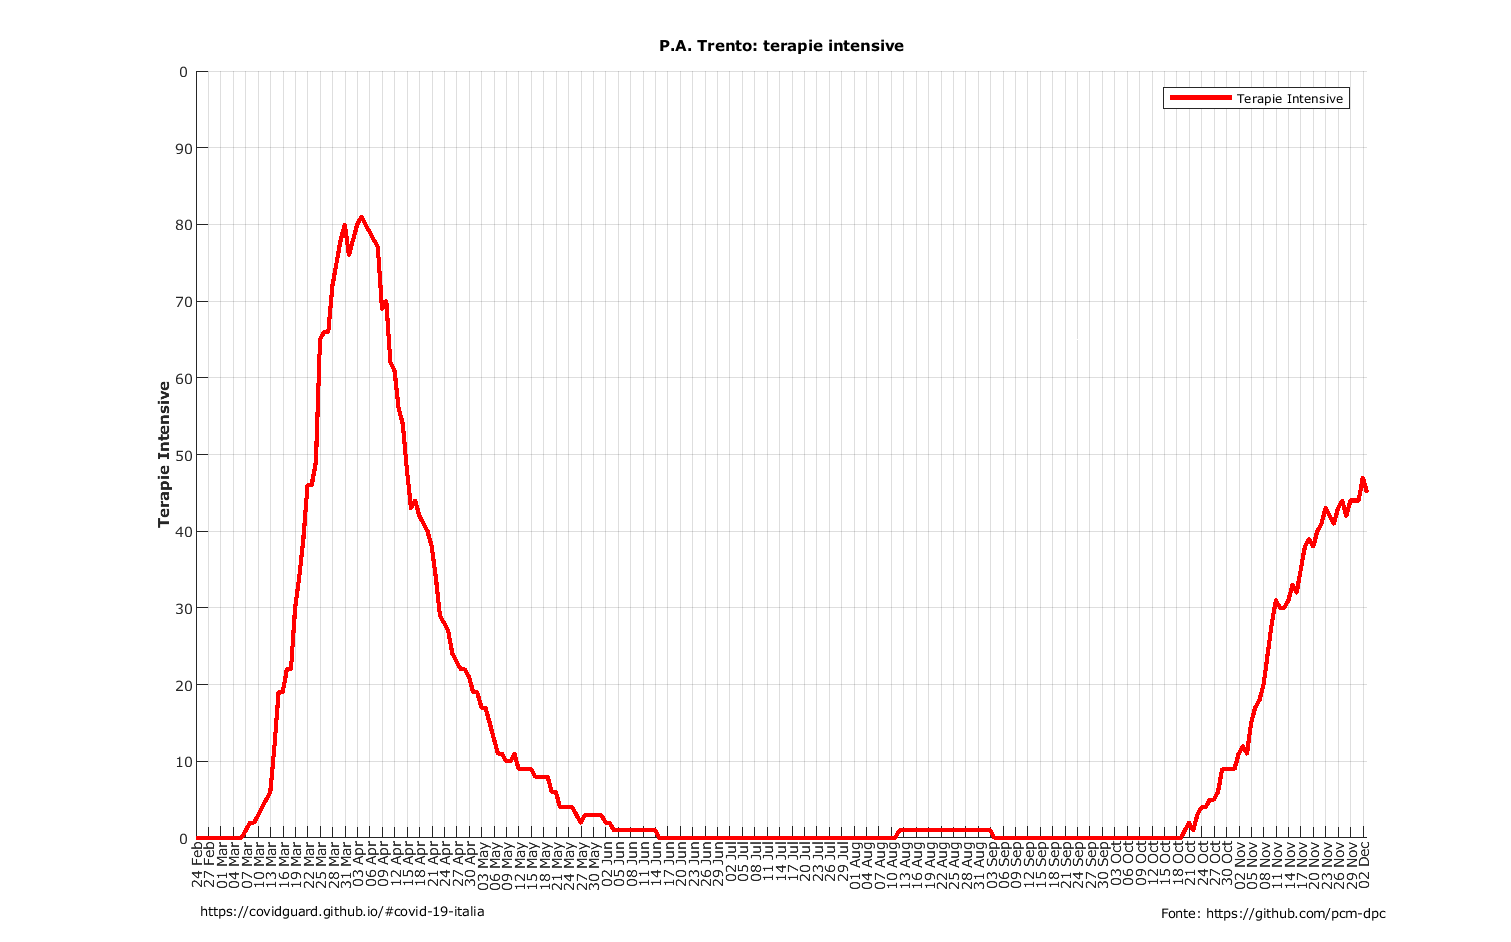 P.A. Trento: terapie intensive
Terapie Intensive
0
90
80
70
60
50
40
30
20
10
0
Terapie Intensive
24 Feb
27 Feb
01 Mar
04 Mar
07 Mar
10 Mar
13 Mar
16 Mar
19 Mar
22 Mar
25 Mar
28 Mar
31 Mar
03 Apr
06 Apr
09 Apr
12 Apr
15 Apr
18 Apr
21 Apr
24 Apr
27 Apr
30 Apr
03 May
06 May
09 May
12 May
15 May
18 May
21 May
24 May
27 May
30 May
02 Jun
05 Jun
08 Jun
11 Jun
14 Jun
17 Jun
20 Jun
23 Jun
26 Jun
29 Jun
02 Jul
05 Jul
08 Jul
11 Jul
14 Jul
17 Jul
20 Jul
23 Jul
26 Jul
29 Jul
01 Aug
04 Aug
07 Aug
10 Aug
13 Aug
16 Aug
19 Aug
22 Aug
25 Aug
28 Aug
31 Aug
03 Sep
06 Sep
09 Sep
12 Sep
15 Sep
18 Sep
21 Sep
24 Sep
27 Sep
30 Sep
03 Oct
06 Oct
09 Oct
12 Oct
15 Oct
18 Oct
21 Oct
24 Oct
27 Oct
30 Oct
02 Nov
05 Nov
08 Nov
11 Nov
14 Nov
17 Nov
20 Nov
23 Nov
26 Nov
29 Nov
02 Dec
https://covidguard.github.io/#covid-19-italia
Fonte: https://github.com/pcm-dpc